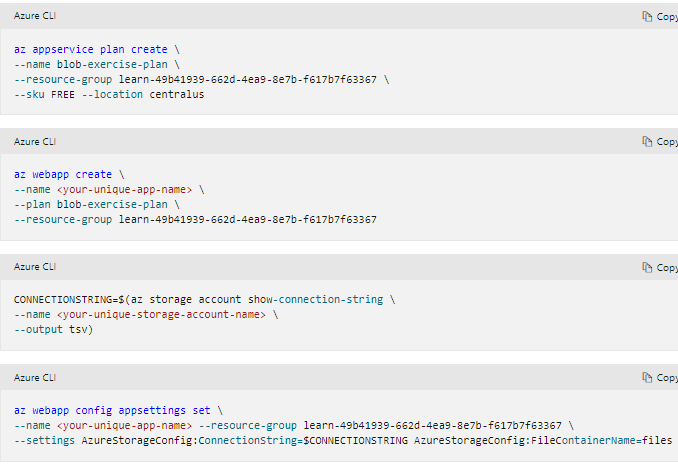 Azure CLI Copy
az appservice plan create \
--name blob-exercise-plan \
--resource-group learn-49b41939-662d-4ea9-8e7b-f617b7f63367 \
--sku FREE --location centralus
Azure CLI Copy
az webapp create \
--name <your-unique-app-name> \
--plan blob-exercise-plan \
--resource-group learn-49b41939-662d-4ea9-8e7b-f617b7f63367
Azure CLI Copy
CONNECTIONSTRING=$(az storage account show-connection-string \
--name <your-unique-storage-account-name> \
--output tsv)
Azure CLI Copy
az webapp config appsettings set \
--name <your-unique-app-name> --resource-group learn-49b41939-662d-4ea9-8e7b-f617b7f63367 \
--settings AzureStorageConfig:ConnectionString=$CONNECTIONSTRING AzureStorageConfig:FileContainerName=files